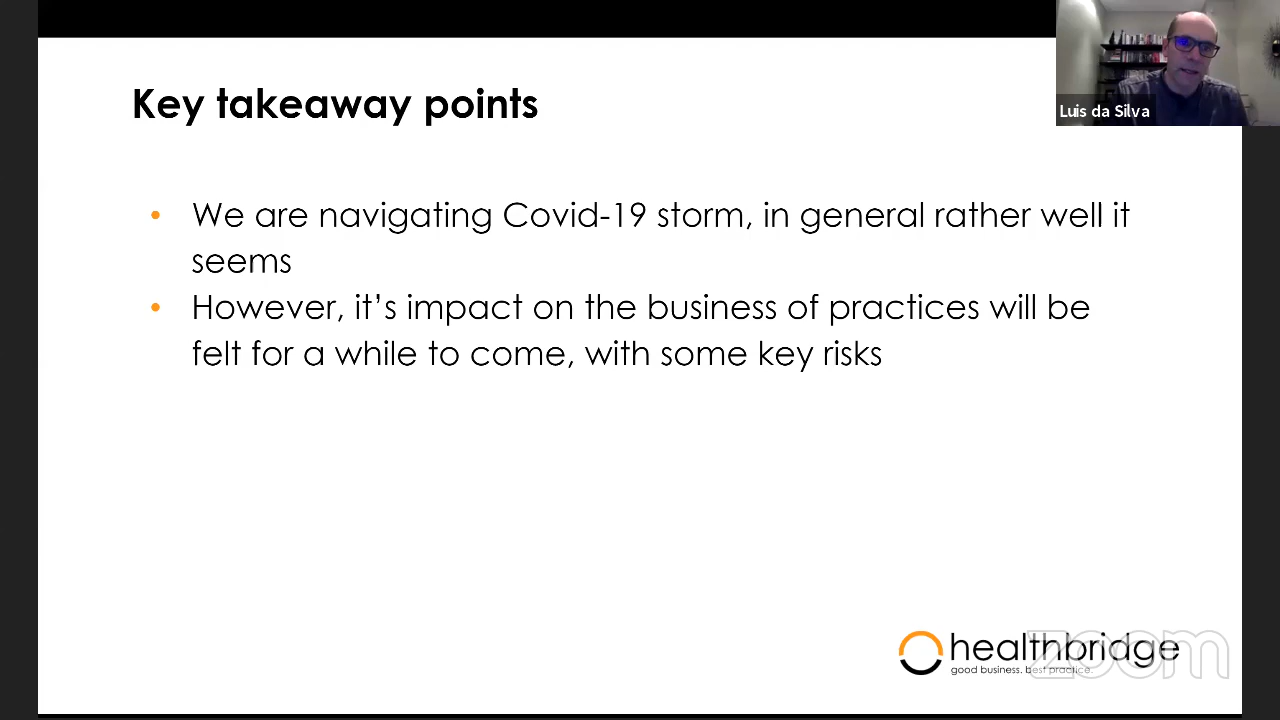 Key takeaway points
Luis da Silva
• We are navigating Covid-19 storm, in general rather well it
seems
• However, it’s impact on the business of practices will be
felt for a while to come, with some key risks
healthbridge
good business. best practice.
zoom